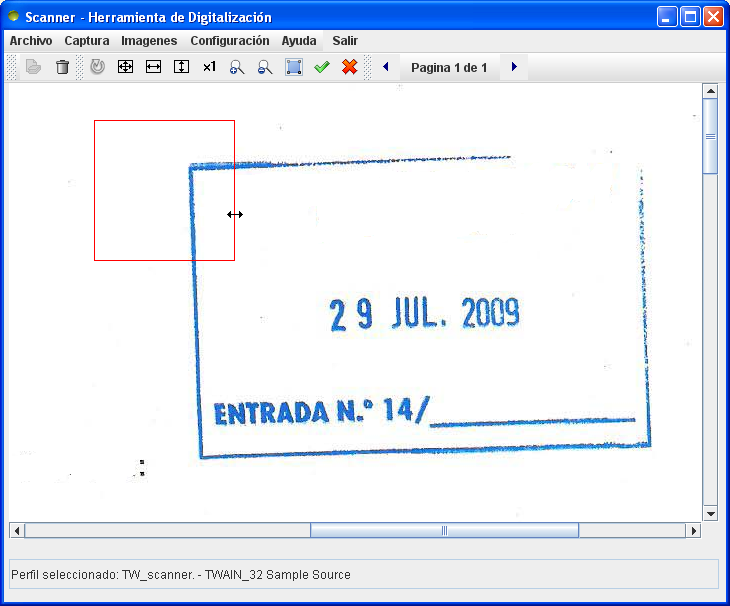 Scanner - Herramienta de Digitalización
Archivo Captura Imagenes Configuración Ayuda Salir
x1 Pagina 1 de 1
29 JUL. 2009
ENTRADA N.º 14/
Perfil seleccionado: TW_scanner. - TWAIN_32 Sample Source